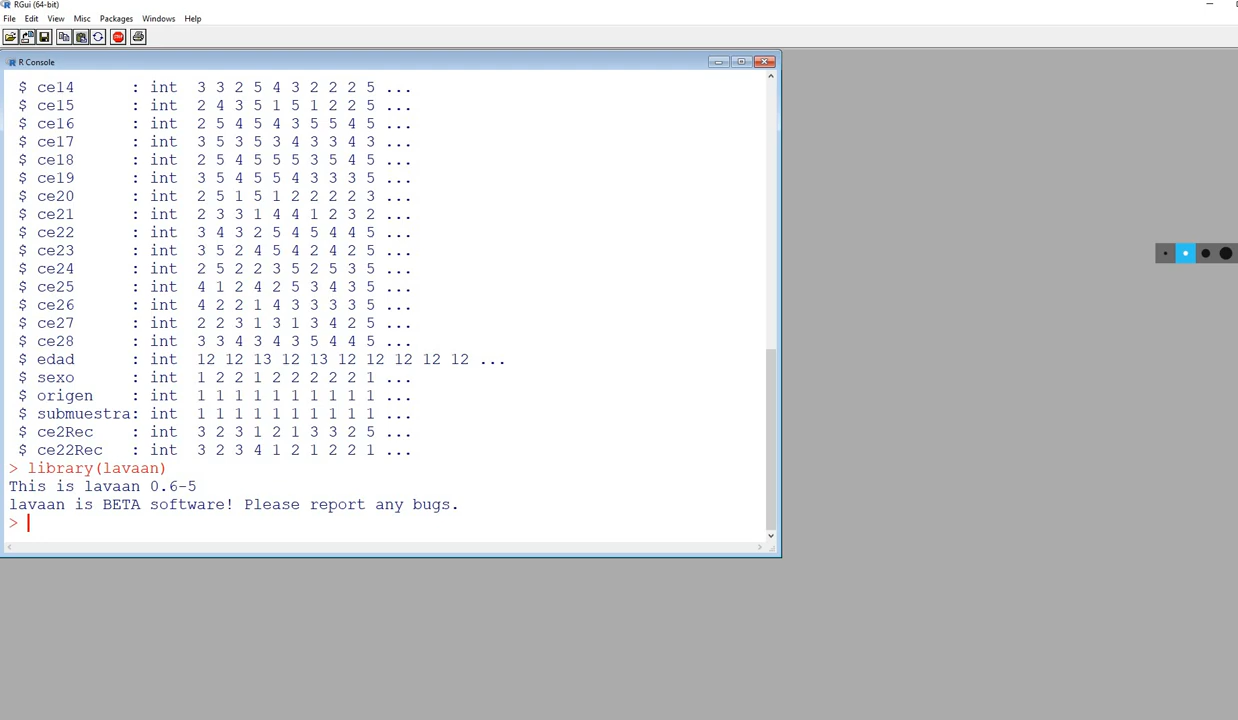 RGui (64-bit)
File Edit View Misc Packages Windows Help
STOP
R Console
$ ce14      : int  3 3 2 5 4 3 2 2 2 5 ...
$ ce15      : int  2 4 3 5 1 5 1 2 2 5 ...
$ ce16      : int  2 5 4 5 4 3 5 5 4 5 ...
$ ce17      : int  3 5 3 5 3 4 3 3 4 3 ...
$ ce18      : int  2 5 4 5 5 5 3 5 4 5 ...
$ ce19      : int  3 5 4 5 5 4 3 3 3 5 ...
$ ce20      : int  2 5 1 5 1 2 2 2 2 3 ...
$ ce21      : int  2 3 3 1 4 4 1 2 3 2 ...
$ ce22      : int  3 4 3 2 5 4 5 4 4 5 ...
$ ce23      : int  3 5 2 4 5 4 2 4 2 5 ...
$ ce24      : int  2 5 2 2 3 5 2 5 3 5 ...
$ ce25      : int  4 1 2 4 2 5 3 4 3 5 ...
$ ce26      : int  4 2 2 1 4 3 3 3 3 5 ...
$ ce27      : int  2 2 3 1 3 1 3 4 2 5 ...
$ ce28      : int  3 3 4 3 4 3 5 4 4 5 ...
$ edad      : int  12 12 13 12 13 12 12 12 12 12 ...
$ sexo      : int  1 2 2 1 2 2 2 2 2 1 ...
$ origen    : int  1 1 1 1 1 1 1 1 1 1 ...
$ submuestra: int  1 1 1 1 1 1 1 1 1 1 ...
$ ce2Rec    : int  3 2 3 1 2 1 3 3 2 5 ...
$ ce22Rec   : int  3 2 3 4 1 2 1 2 2 1 ...
> library(lavaan)
This is lavaan 0.6-5
lavaan is BETA software! Please report any bugs.
>